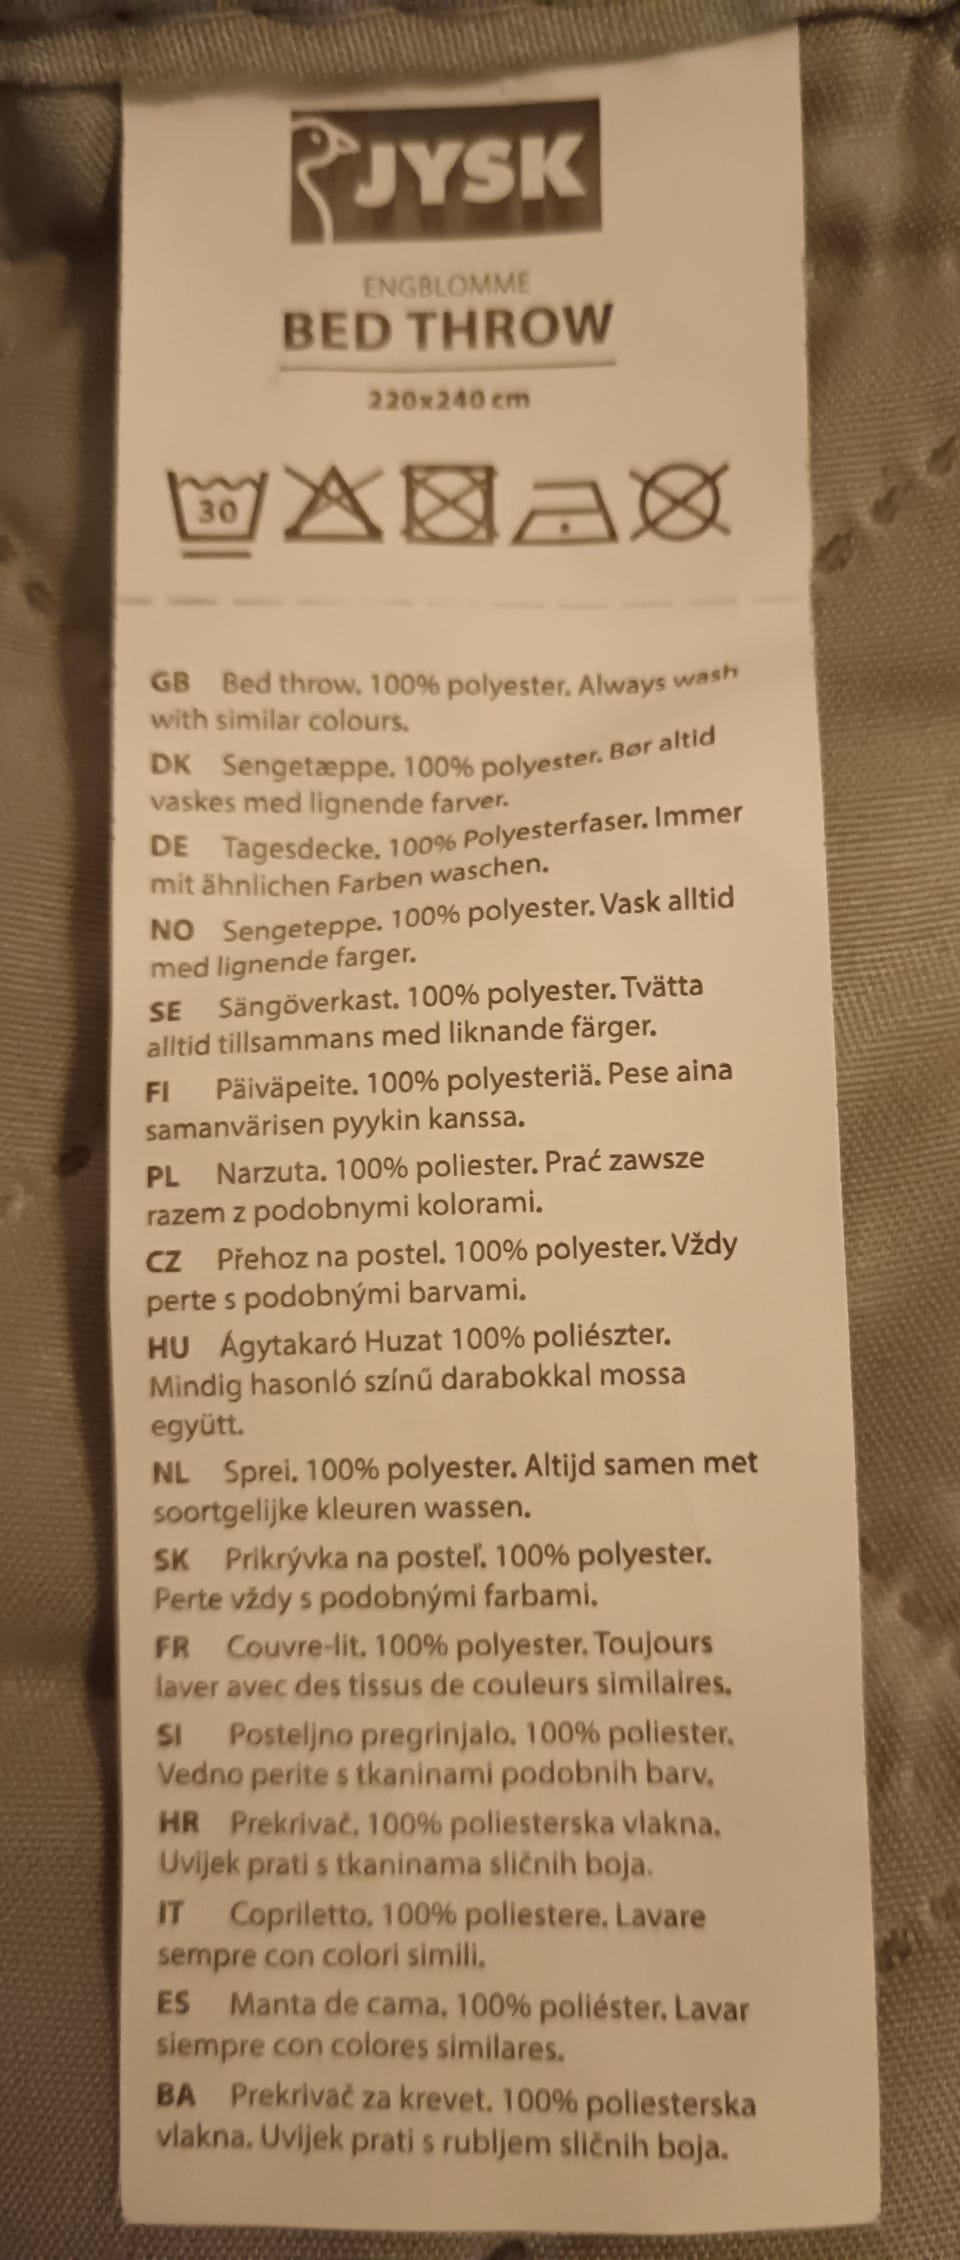 JYSK
ENGBLOMME
BED THROW
220x240 cm
30
GB Bed throw. 100% polyester. Always wash
with similar colours.
DK Sengetæppe. 100% polyester. Bør altid
vaskes med lignende farver.
DE Tagesdecke. 100% Polyesterfaser. Immer
mit ähnlichen Farben waschen.
NO Sengeteppe. 100% polyester. Vask alltid
med lignende farger.
SE Sängöverkast. 100% polyester. Tvätta
alltid tillsammans med liknande färger.
FI Päiväpeite. 100% polyesteriä. Pese aina
samanvärisen pyykin kanssa.
PL Narzuta. 100% poliester. Prać zawsze
razem z podobnymi kolorami.
CZ Přehoz na postel. 100% polyester. Vždy
perte s podobnými barvami.
HU Ágytakaró Huzat 100% poliészter.
Mindig hasonló színű darabokkal mossa
együtt.
NL Sprei. 100% polyester. Altijd samen met
soortgelijke kleuren wassen.
SK Prikrývka na posteľ. 100% polyester.
Perte vždy s podobnými farbami.
FR Couvre-lit. 100% polyester. Toujours
laver avec des tissus de couleurs similaires.
SI Posteljno pregrinjalo. 100% poliester.
Vedno perite s tkaninami podobnih barv.
HR Prekrivač. 100% poliesterska vlakna.
Uvijek prati s tkaninama sličnih boja.
IT Copriletto. 100% poliestere. Lavare
sempre con colori simili.
ES Manta de cama. 100% poliéster. Lavar
siempre con colores similares.
BA Prekrivač za krevet. 100% poliesterska
vlakna. Uvijek prati s rubljem sličnih boja.